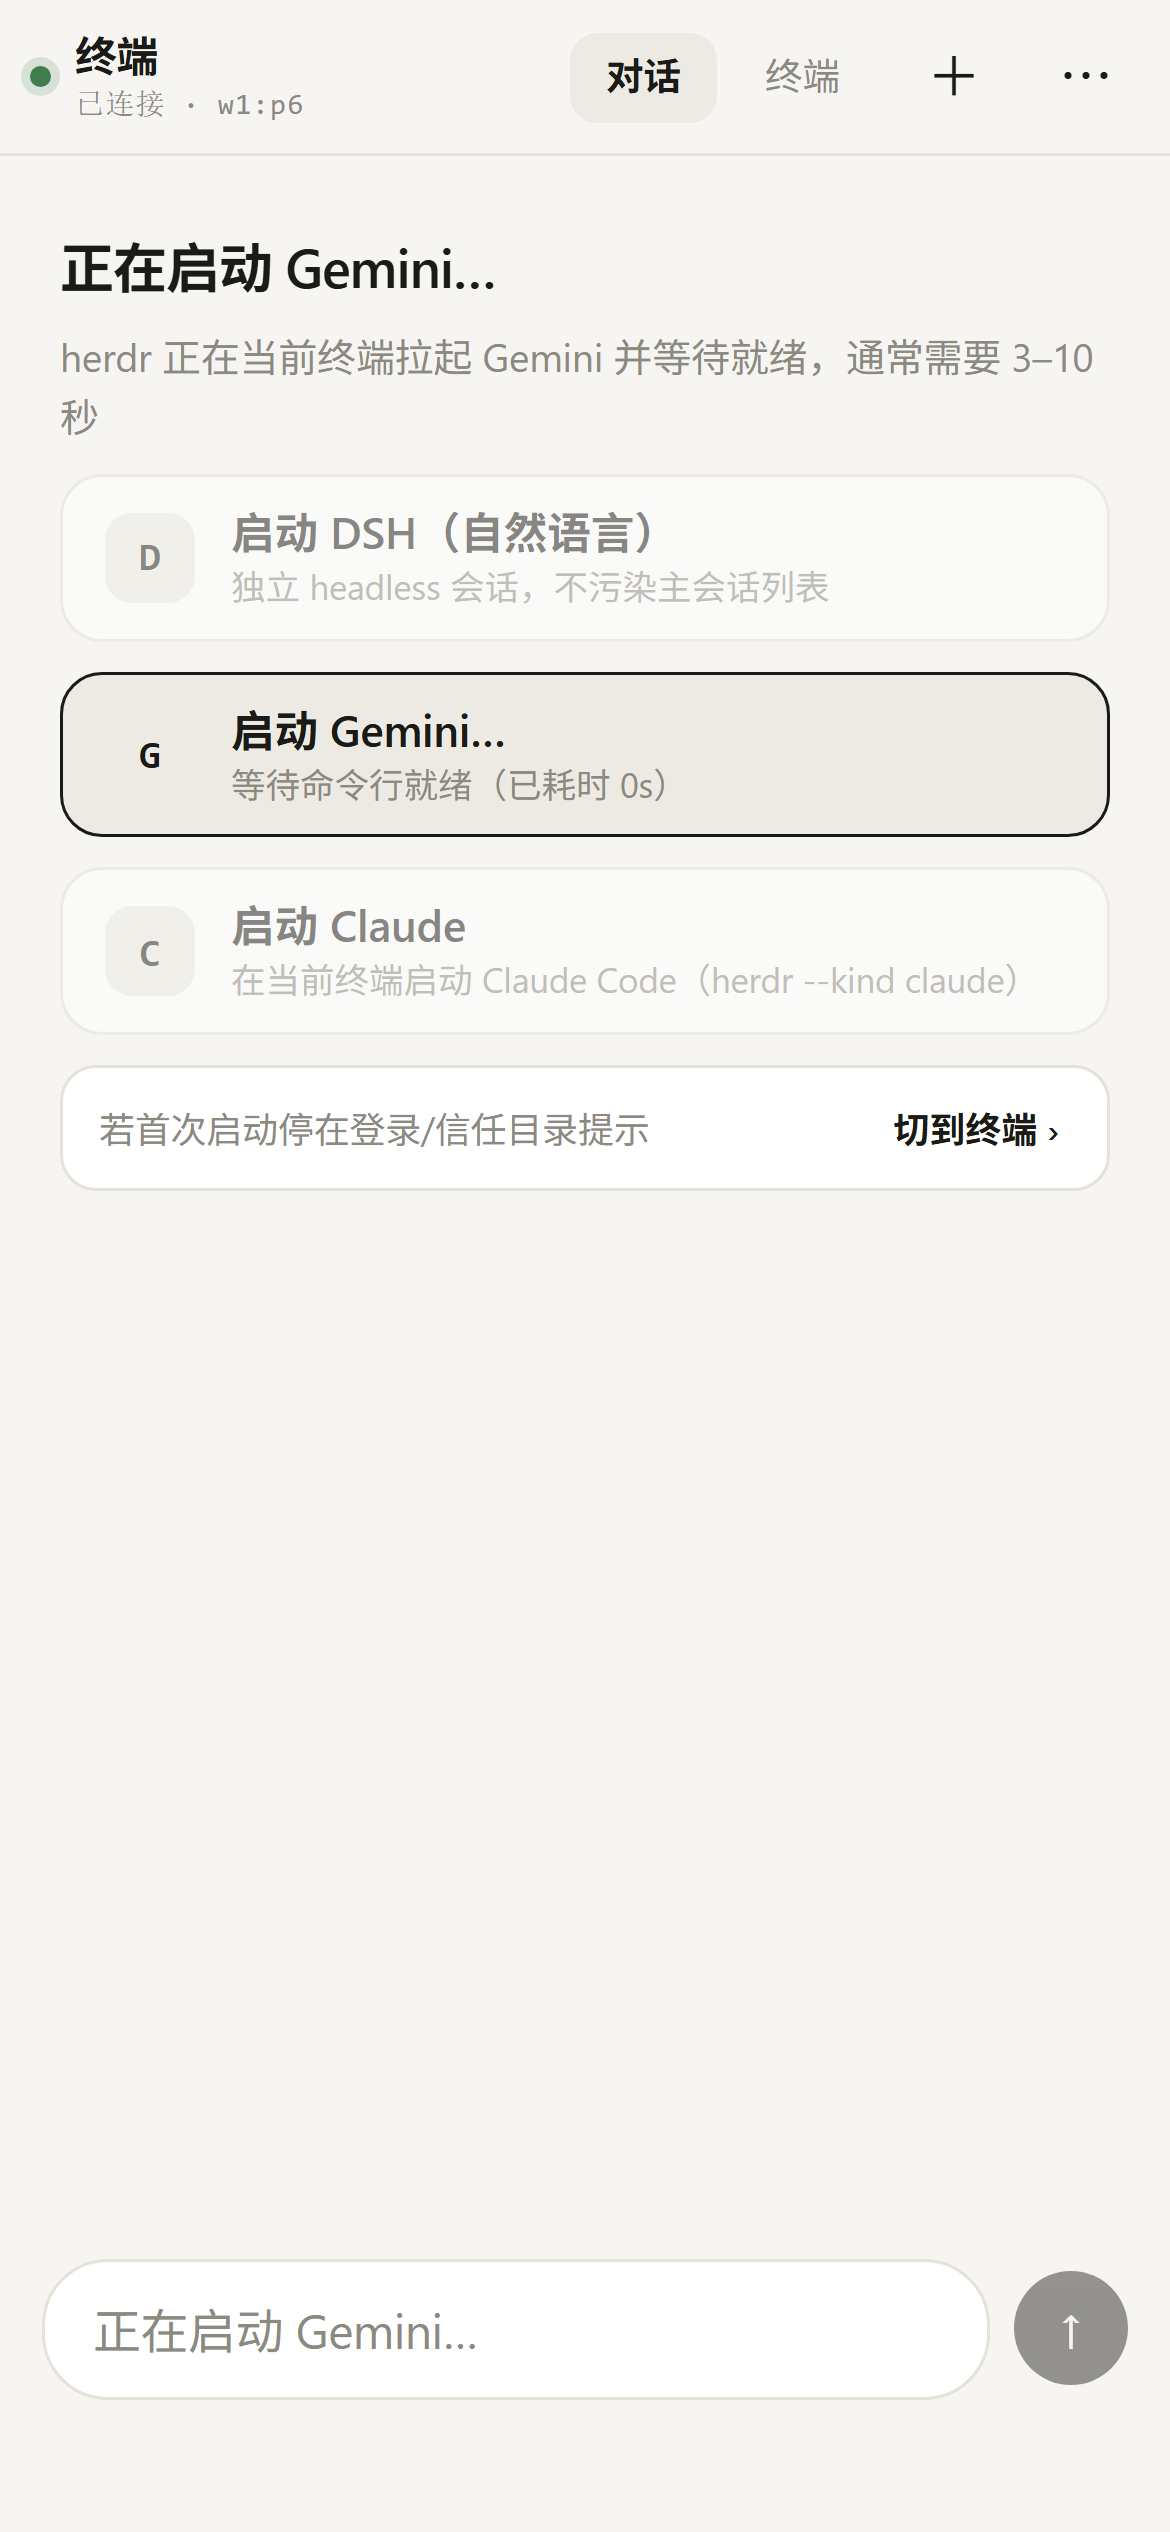 终端
已连接 · w1:p6
对话
终端
正在启动 Gemini...
herdr 正在当前终端拉起 Gemini 并等待就绪，通常需要 3–10
秒
D
启动 DSH（自然语言）
独立 headless 会话，不污染主会话列表
G
启动 Gemini...
等待命令行就绪（已耗时 0s）
C
启动 Claude
在当前终端启动 Claude Code（herdr --kind claude）
若首次启动停在登录/信任目录提示
切到终端 ›
正在启动 Gemini...
↑